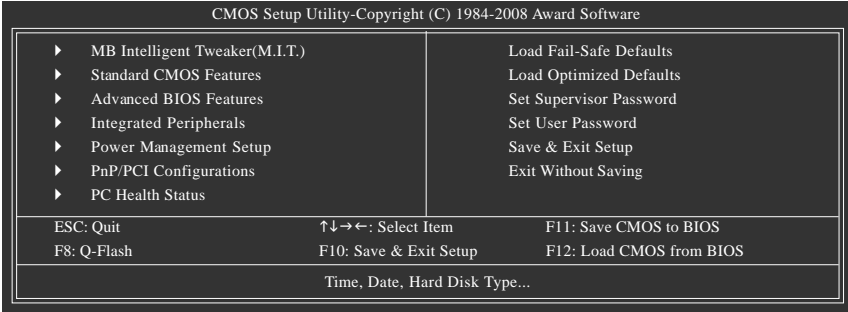 CMOS Setup Utility-Copyright (C) 1984-2008 Award Software
MB Intelligent Tweaker(M.I.T.)
Standard CMOS Features
Advanced BIOS Features
Integrated Peripherals
Power Management Setup
PnP/PCI Configurations
PC Health Status
Load Fail-Safe Defaults
Load Optimized Defaults
Set Supervisor Password
Set User Password
Save & Exit Setup
Exit Without Saving
ESC: Quit
↑↓→←: Select Item
F11: Save CMOS to BIOS
F8: Q-Flash
F10: Save & Exit Setup
F12: Load CMOS from BIOS
Time, Date, Hard Disk Type...